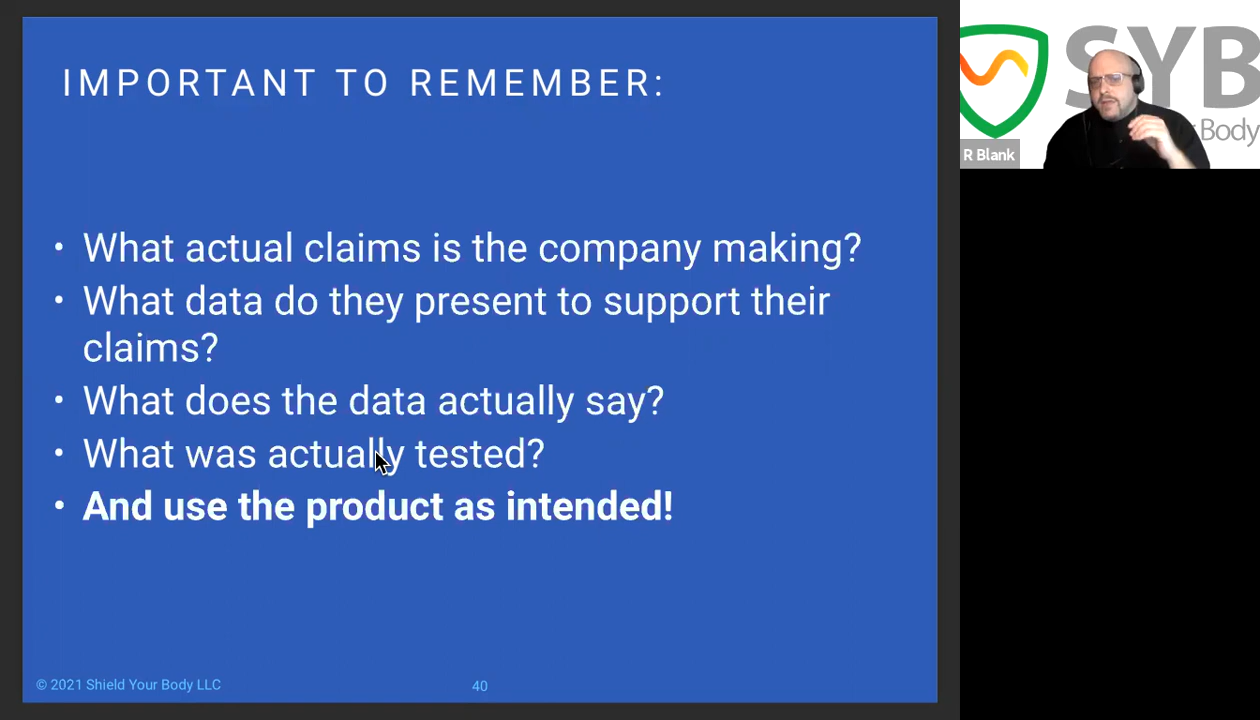 IMPORTANT TO REMEMBER:
• What actual claims is the company making?
• What data do they present to support their
claims?
• What does the data actually say?
• What was actually tested?
• And use the product as intended!
© 2021 Shield Your Body LLC
40
SYB
Body
R Blank